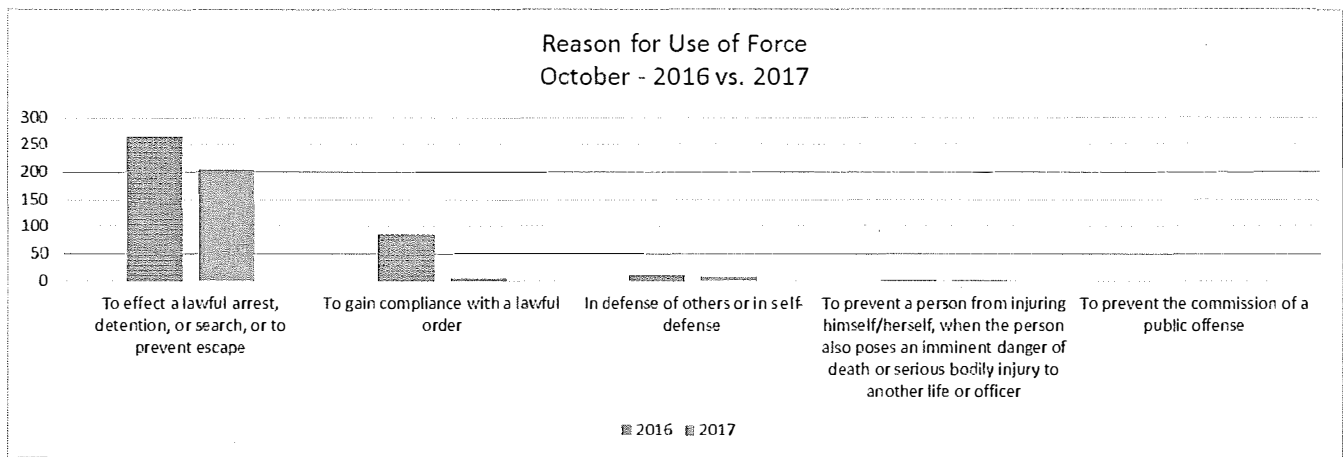 Reason for Use of Force
October - 2016 vs. 2017
300
250
200
150
100
50
0
To effect a lawful arrest,
detention, or search, or to
prevent escape
To gain compliance with a lawful
order
In defense of others or in self-
defense
To prevent a person from injuring
himself/herself, when the person
also poses an imminent danger of
death or serious bodily injury to
another life or officer
To prevent the commission of a
public offense
2016 2017